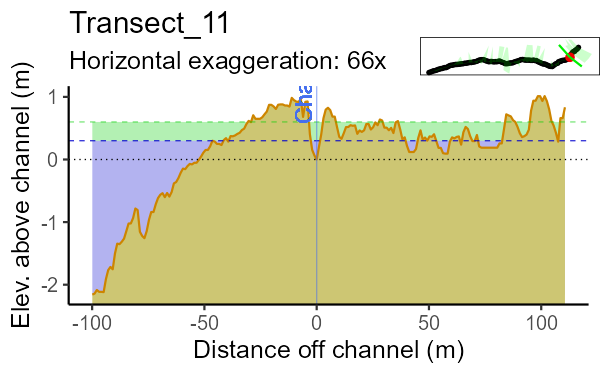 Transect_11
Horizontal exaggeration: 66x
Elev. above channel (m)
1
0
-1
-2
Cha
-100
-50
0
50
100
Distance off channel (m)